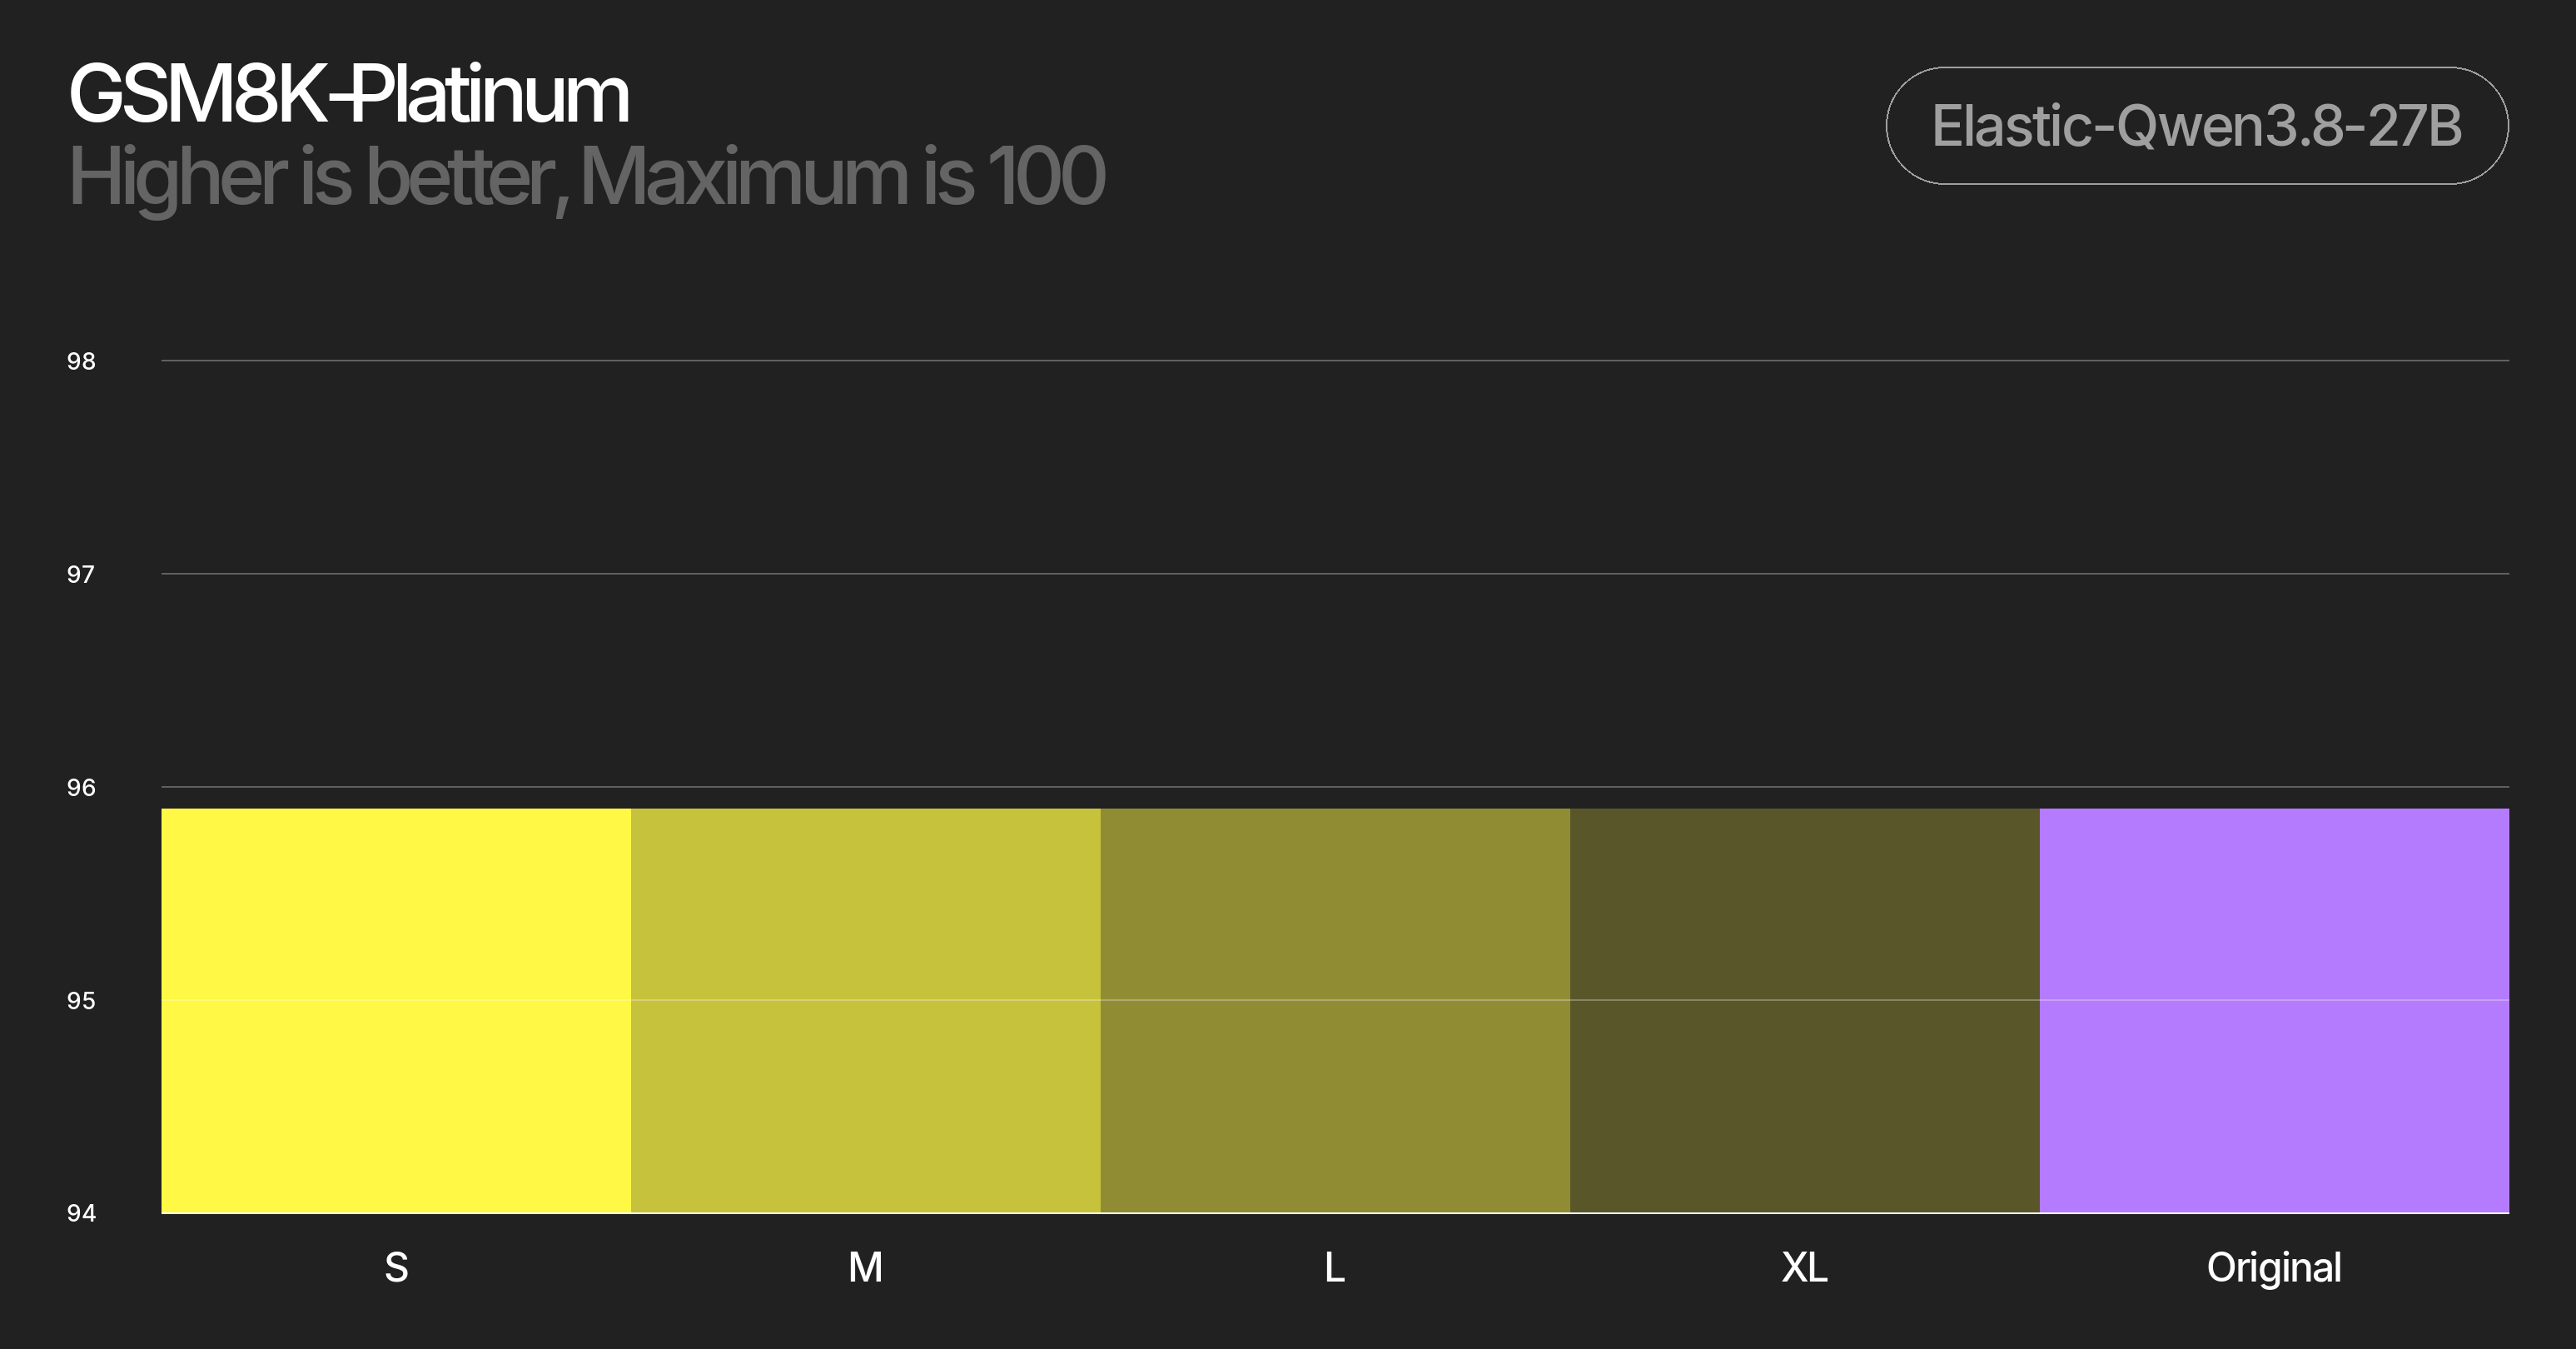 GSM8K-Platinum
Higher is better, Maximum is 100
Elastic-Qwen3.8-27B
98
97
96
95
94
S M L XL Original